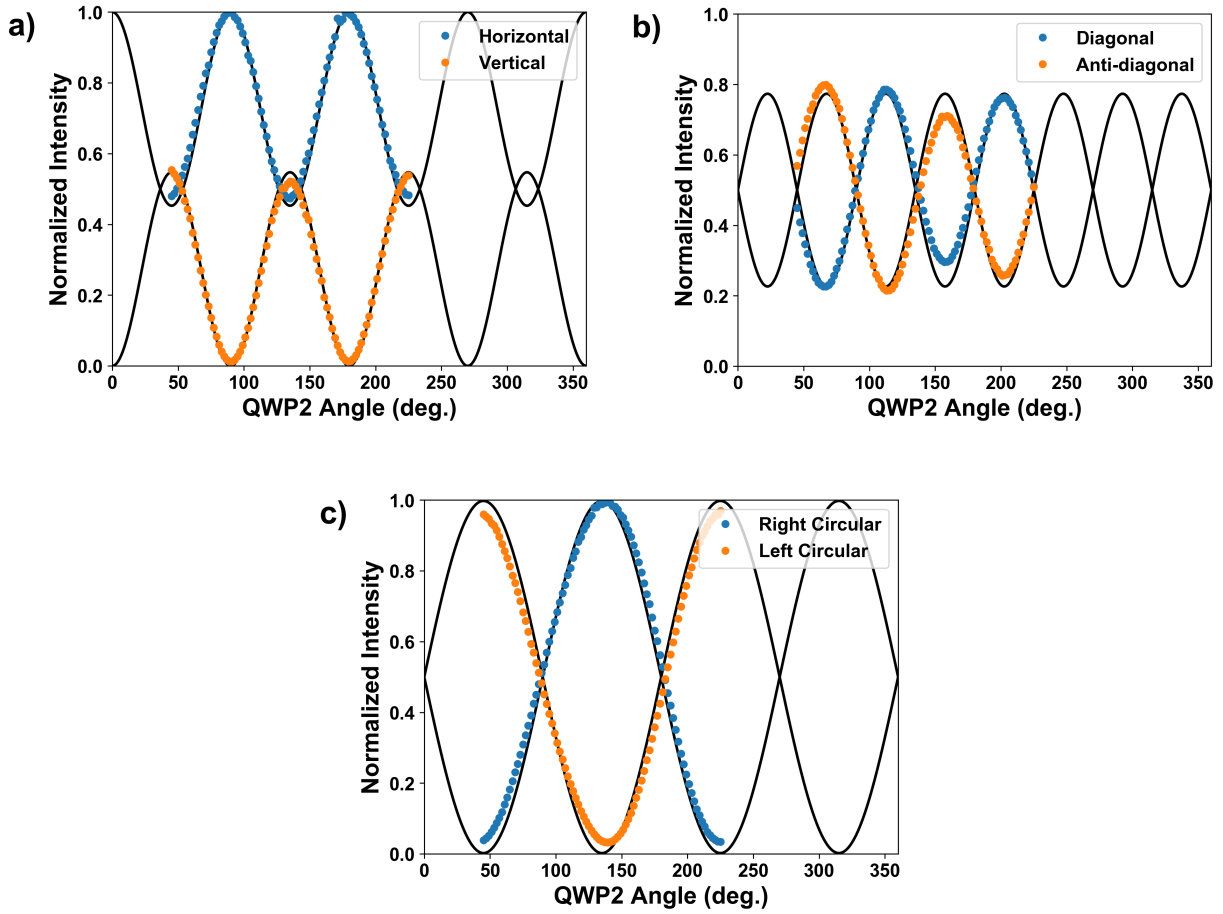 a)
Normalized Intensity
1.0
0.8
0.6
0.4
0.2
0.0
0 50 100 150 200 250 300 350
QWP2 Angle (deg.)
Horizontal
Vertical
b)
Normalized Intensity
1.0
0.8
0.6
0.4
0.2
0.0
0 50 100 150 200 250 300 350
QWP2 Angle (deg.)
Diagonal
Anti-diagonal
c)
Normalized Intensity
1.0
0.8
0.6
0.4
0.2
0.0
0 50 100 150 200 250 300 350
QWP2 Angle (deg.)
Right Circular
Left Circular